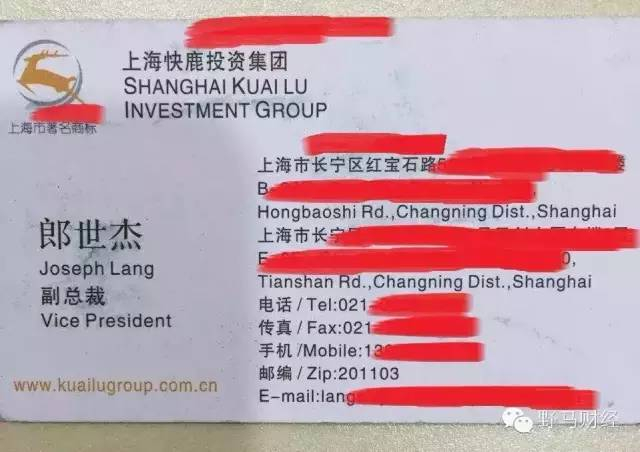 上海快鹿投资集团
SHANGHAI KUAI LU
INVESTMENT GROUP
上海市著名商标
上海市长宁区红宝石路
B
Hongbaoshi Rd.,Changning Dist.,Shanghai
上海市长宁
E
Tianshan Rd.,Changning Dist.,Shanghai
电话 / Tel:021
传真 / Fax:021
手机 /Mobile:13
邮编 / Zip:201103
E-mail:lang
郎世杰
Joseph Lang
副总裁
Vice President
www.kuailugroup.com.cn
野马财经